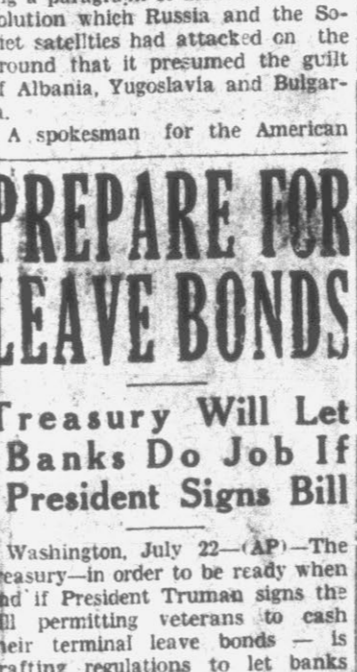 olution which Russia and the So-
iet satellties had attacked on the
round that it presumed the guilt
f Albania, Yugoslavia and Bulgar-
A spokesman for the American
PREPARE FOR
LEAVE BONDS
Treasury Will Let
Banks Do Job If
President Signs Bill
Washington, July 22—(AP)—The
easury—in order to be ready when
nd if President Truman signs the
ll permitting veterans to cash
heir terminal leave bonds — is
rafting regulations to let banks